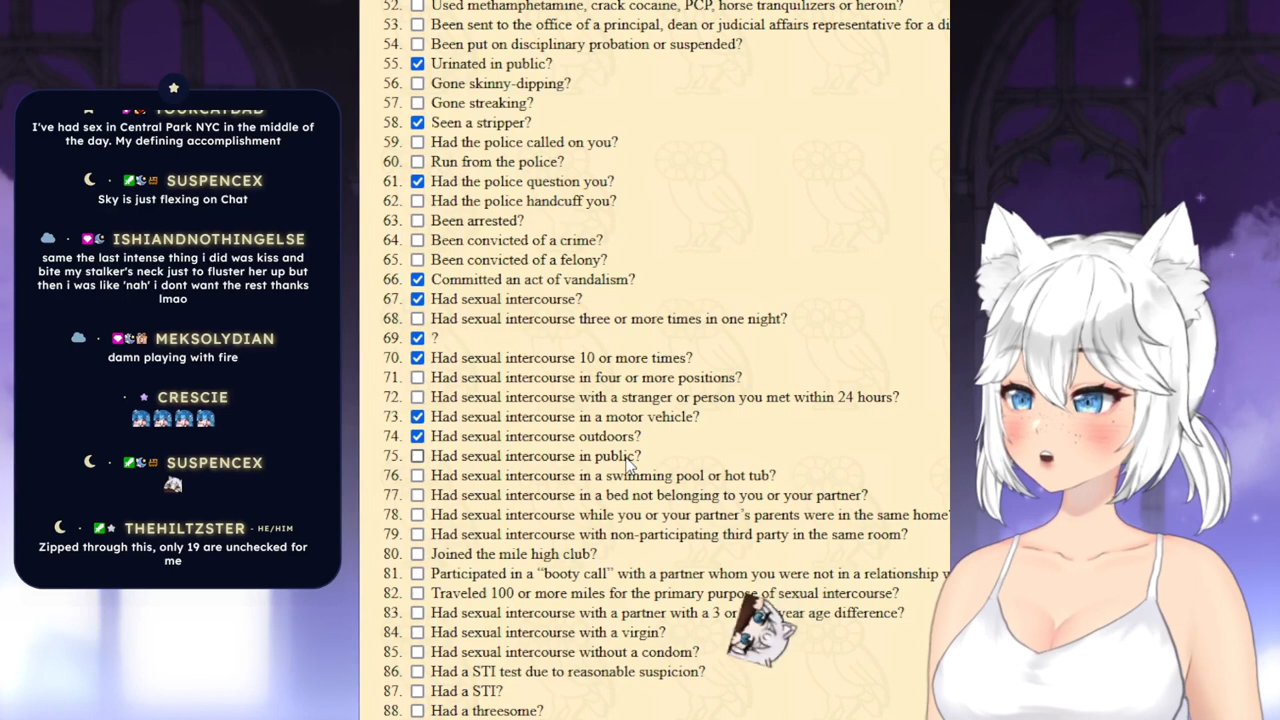 YOURCATDAD
I've had sex in Central Park NYC in the middle of
the day. My defining accomplishment
SUSPENCEX
Sky is just flexing on Chat
ISHIANDNOTHINGELSE
same the last intense thing i did was kiss and
bite my stalker's neck just to fluster her up but
then i was like 'nah' i dont want the rest thanks
lmao
MEKSOLYDIAN
damn playing with fire
CRESCIE
SUSPENCEX
THEHILTZSTER - HE/HIM
Zipped through this, only 19 are unchecked for
me
52. Used methamphetamine, crack cocaine, PCP, horse tranquilizers or heroin?
53. Been sent to the office of a principal, dean or judicial affairs representative for a di
54. Been put on disciplinary probation or suspended?
55. Urinated in public?
56. Gone skinny-dipping?
57. Gone streaking?
58. Seen a stripper?
59. Had the police called on you?
60. Run from the police?
61. Had the police question you?
62. Had the police handcuff you?
63. Been arrested?
64. Been convicted of a crime?
65. Been convicted of a felony?
66. Committed an act of vandalism?
67. Had sexual intercourse?
68. Had sexual intercourse three or more times in one night?
69. ?
70. Had sexual intercourse 10 or more times?
71. Had sexual intercourse in four or more positions?
72. Had sexual intercourse with a stranger or person you met within 24 hours?
73. Had sexual intercourse in a motor vehicle?
74. Had sexual intercourse outdoors?
75. Had sexual intercourse in public?
76. Had sexual intercourse in a swimming pool or hot tub?
77. Had sexual intercourse in a bed not belonging to you or your partner?
78. Had sexual intercourse while you or your partner's parents were in the same home
79. Had sexual intercourse with non-participating third party in the same room?
80. Joined the mile high club?
81. Participated in a “booty call” with a partner whom you were not in a relationship
82. Traveled 100 or more miles for the primary purpose of sexual intercourse?
83. Had sexual intercourse with a partner with a 3 or year age difference?
84. Had sexual intercourse with a virgin?
85. Had sexual intercourse without a condom?
86. Had a STI test due to reasonable suspicion?
87. Had a STI?
88. Had a threesome?